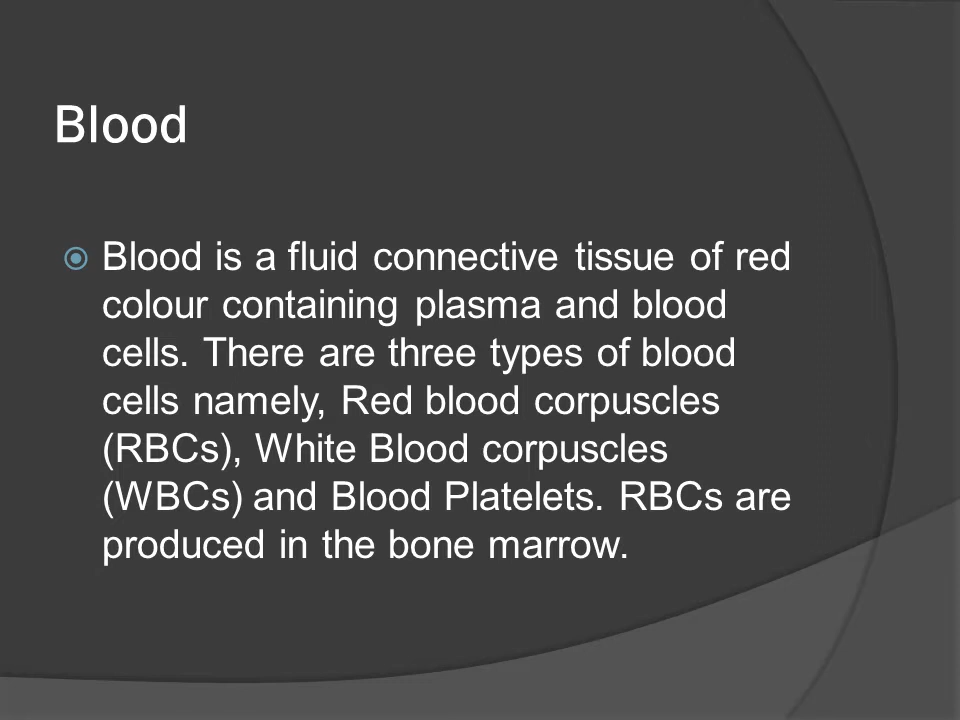 Blood
Blood is a fluid connective tissue of red
colour containing plasma and blood
cells. There are three types of blood
cells namely, Red blood corpuscles
(RBCs), White Blood corpuscles
(WBCs) and Blood Platelets. RBCs are
produced in the bone marrow.